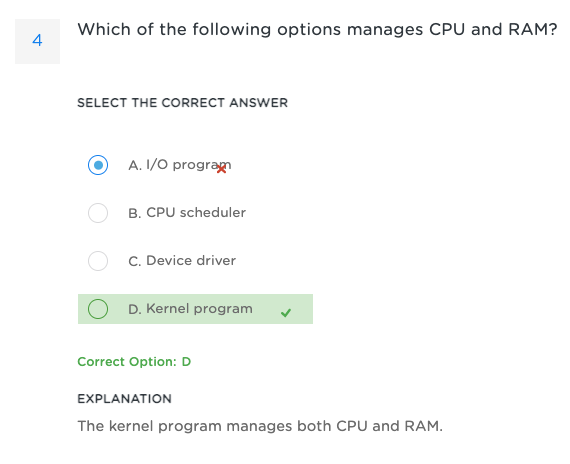 4
Which of the following options manages CPU and RAM?
SELECT THE CORRECT ANSWER
A. I/O program
B. CPU scheduler
C. Device driver
D. Kernel program
Correct Option: D
EXPLANATION
The kernel program manages both CPU and RAM.